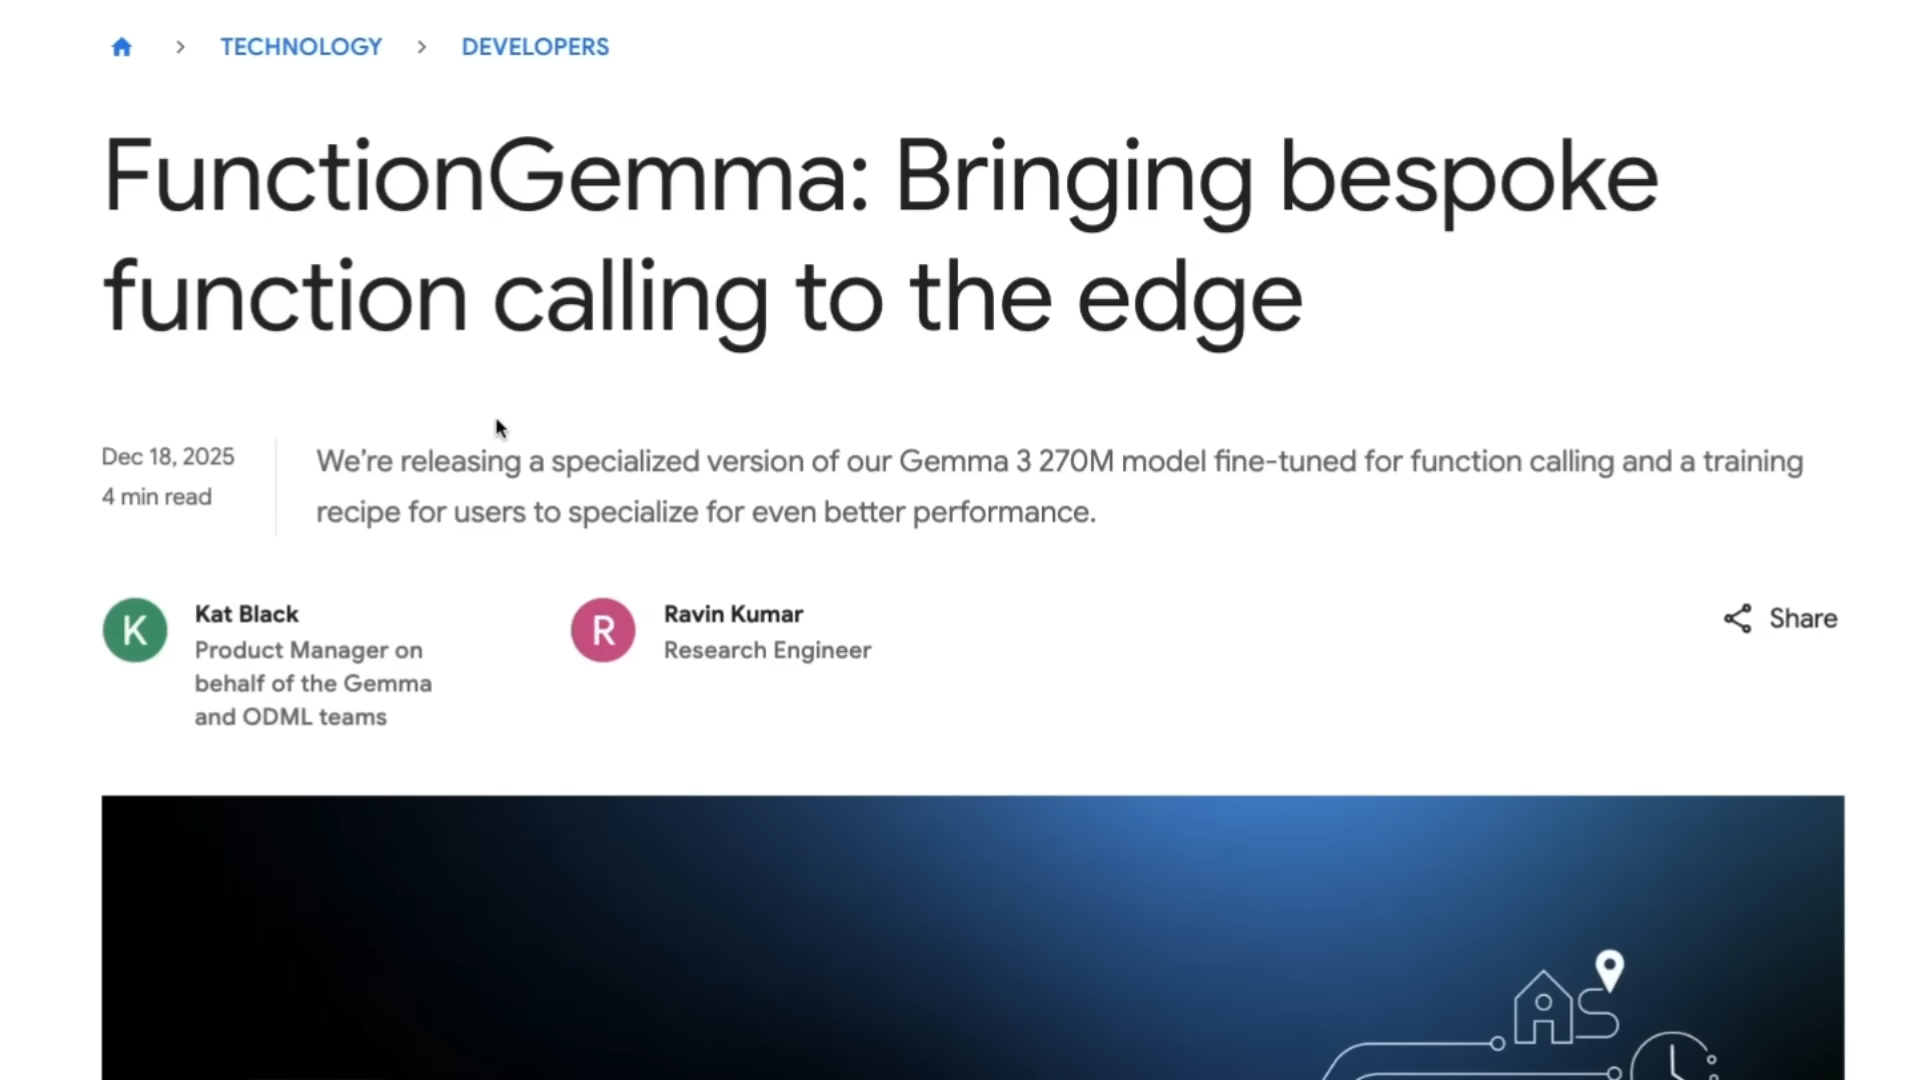 TECHNOLOGY > DEVELOPERS
FunctionGemma: Bringing bespoke
function calling to the edge
Dec 18, 2025
4 min read
We’re releasing a specialized version of our Gemma 3 270M model fine-tuned for function calling and a training
recipe for users to specialize for even better performance.
K
Kat Black
Product Manager on
behalf of the Gemma
and ODML teams
R
Ravin Kumar
Research Engineer
Share